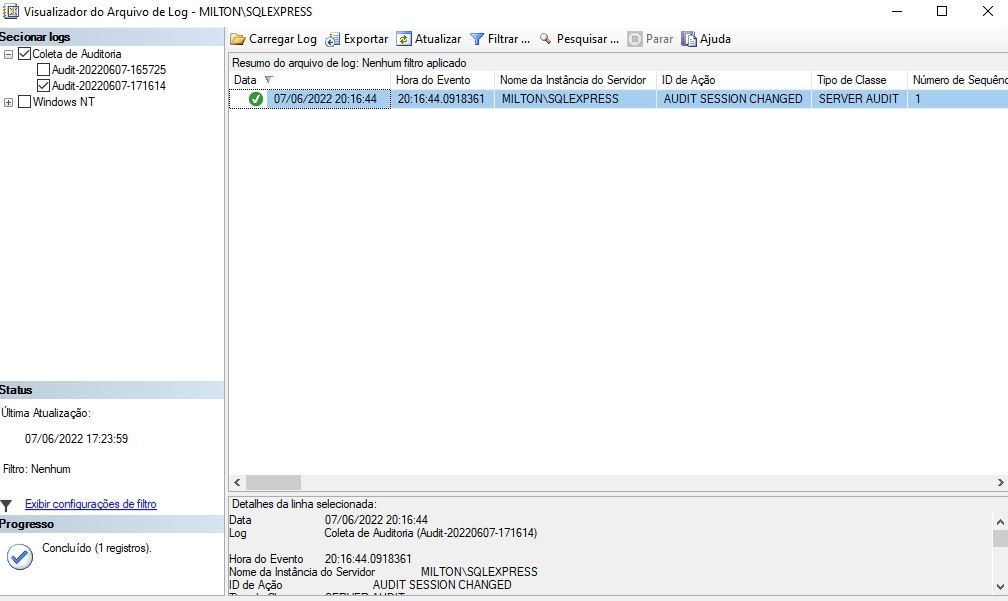 Visualizador do Arquivo de Log - MILTON\SQLEXPRESS
Secionar logs
Coleta de Auditoria
Audit-20220607-165725
Audit-20220607-171614
Windows NT
Carregar Log Exportar Atualizar Filtrar ... Pesquisar ... Parar Ajuda
Resumo do arquivo de log: Nenhum filtro aplicado
Data Hora do Evento Nome da Instância do Servidor ID de Ação Tipo de Classe Número de Sequênc
07/06/2022 20:16:44 20:16:44.0918361 MILTON\SQLEXPRESS AUDIT SESSION CHANGED SERVER AUDIT 1
Status
Última Atualização:
07/06/2022 17:23:59
Filtro: Nenhum
Exibir configurações de filtro
Progresso
Concluído (1 registros).
Detalhes da linha selecionada:
Data 07/06/2022 20:16:44
Log Coleta de Auditoria (Audit-20220607-171614)
Hora do Evento 20:16:44.0918361
Nome da Instância do Servidor MILTON\SQLEXPRESS
ID de Ação AUDIT SESSION CHANGED